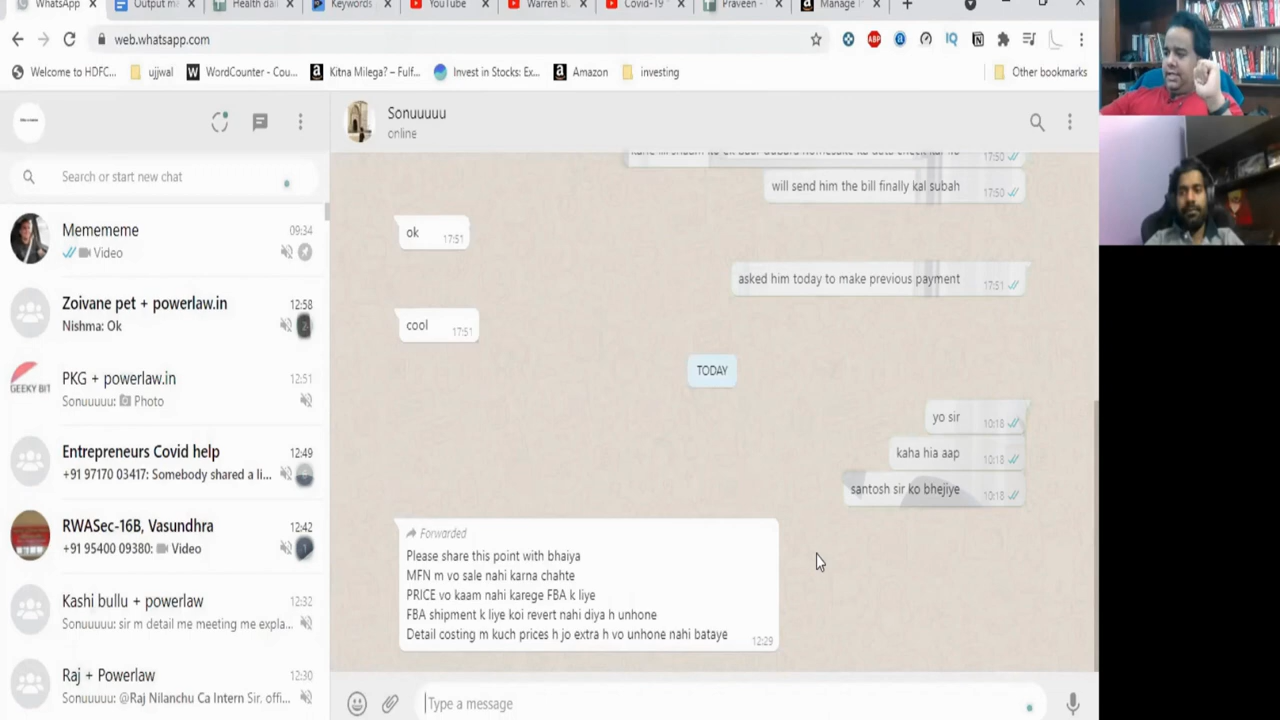 WhatsApp
Output m
Health dai
Keywords
YouTube
Warren B
Covid-19
Praveen -
Manage I
web.whatsapp.com
Welcome to HDFC...
ujjwal
WordCounter - Cou...
Kitna Milega? – Fulf...
Invest in Stocks: Ex...
Amazon
investing
Other bookmarks
Sonuuuuu
online
Search or start new chat
Memememe 09:34
Video
Zoivane pet + powerlaw.in 12:58
Nishma: Ok
PKG + powerlaw.in 12:51
Sonuuuuu: Photo
GEEKY BIT
Entrepreneurs Covid help 12:49
+91 97170 03417: Somebody shared a li...
RWASec-16B, Vasundhra 12:42
+91 95400 09380: Video
Kashi bullu + powerlaw 12:32
Sonuuuuu: sir m detail me meeting me expla...
Raj + Powerlaw 12:30
Sonuuuuu: @Raj Nilanchu Ca Intern Sir. offi...
17:50
will send him the bill finally kal subah 17:50
ok 17:51
asked him today to make previous payment 17:51
cool 17:51
TODAY
yo sir 10:18
kaha hia aap 10:18
santosh sir ko bhejiye 10:18
Forwarded
Please share this point with bhaiya
MFN m vo sale nahi karna chahte
PRICE vo kaam nahi karege FBA k liye
FBA shipment k liye koi revert nahi diya h unhone
Detail costing m kuch prices h jo extra h vo unhone nahi bataye 12:29
Type a message